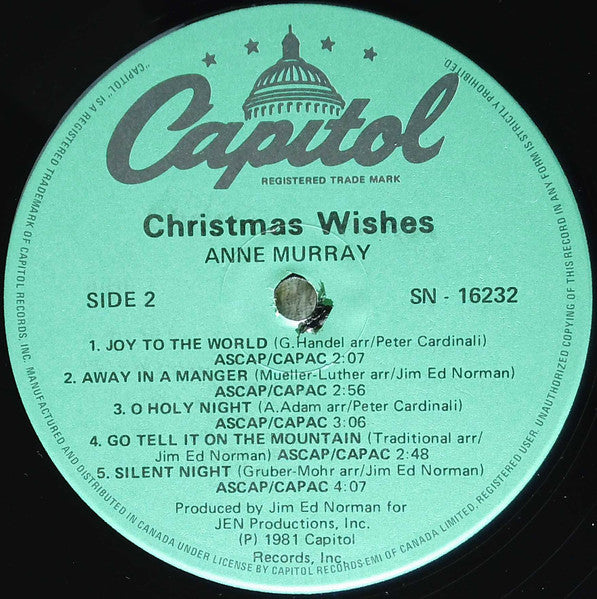 Capitol
REGISTERED TRADE MARK
Christmas Wishes
ANNE MURRAY
SIDE 2
SN - 16232
1. JOY TO THE WORLD (G.Handel arr/Peter Cardinali)
ASCAP/CAPAC 2:07
2. AWAY IN A MANGER (Mueller-Luther arr/Jim Ed Norman)
ASCAP/CAPAC 2:56
3. O HOLY NIGHT (A.Adam arr/Peter Cardinali)
ASCAP/CAPAC 3:06
4. GO TELL IT ON THE MOUNTAIN (Traditional arr/
Jim Ed Norman) ASCAP/CAPAC 2:48
5. SILENT NIGHT (Gruber-Mohr arr/Jim Ed Norman)
ASCAP/CAPAC 4:07
Produced by Jim Ed Norman for
JEN Productions, Inc.
(P) 1981 Capitol
Records, Inc.
"CAPITOL" IS A REGISTERED TRADEMARK OF CAPITOL RECORDS, INC. MANUFACTURED AND DISTRIBUTED IN CANADA UNDER LICENSE BY CAPITOL RECORDS-EMI OF CANADA LIMITED, REGISTERED USER. UNAUTHORIZED COPYING OF THIS RECORD IN ANY FORM IS STRICTLY PROHIBITED